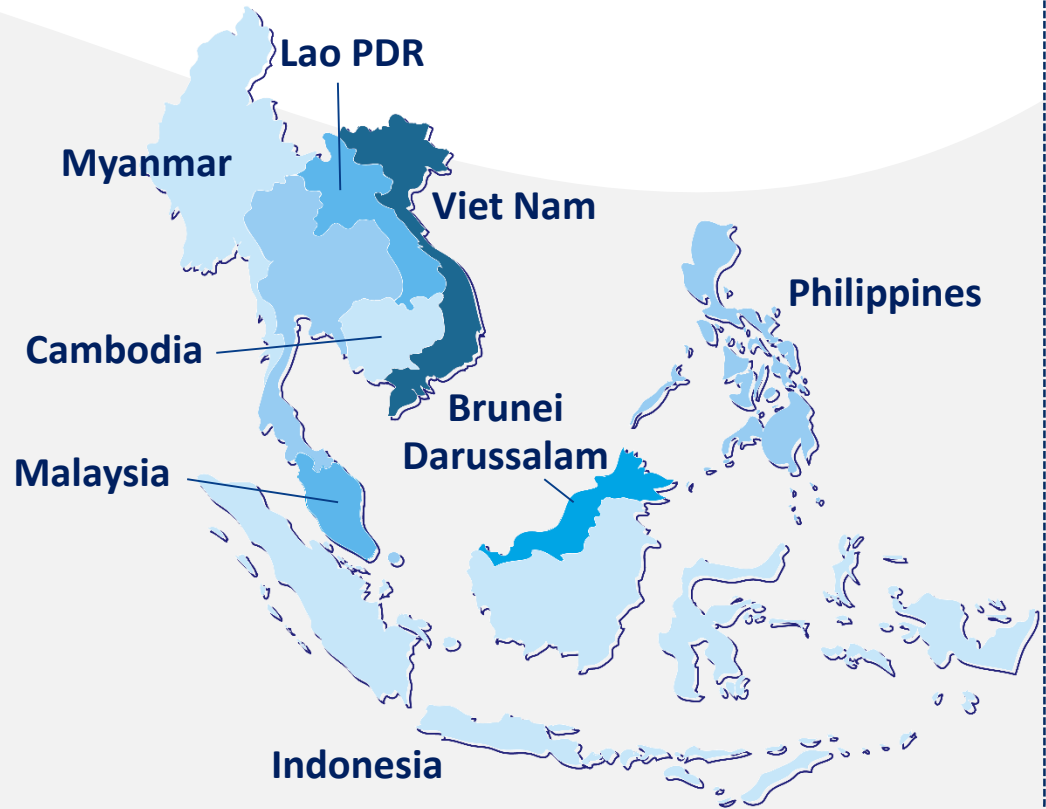 Lao PDR
Myanmar
Viet Nam
Philippines
Cambodia
Brunei
Darussalam
Malaysia
Indonesia